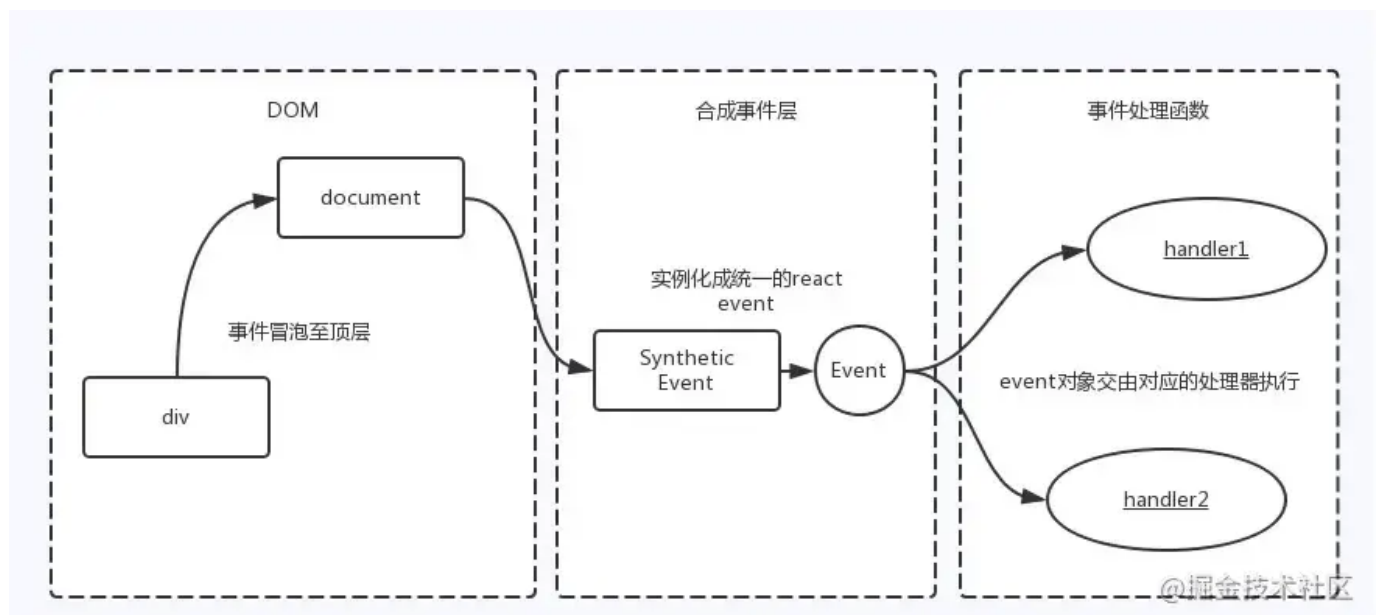 DOM
document
事件冒泡至顶层
div
合成事件层
实例化成统一的react
event
Synthetic
Event
Event
事件处理函数
handler1
event对象交由对应的处理器执行
handler2
@掘金技术社区